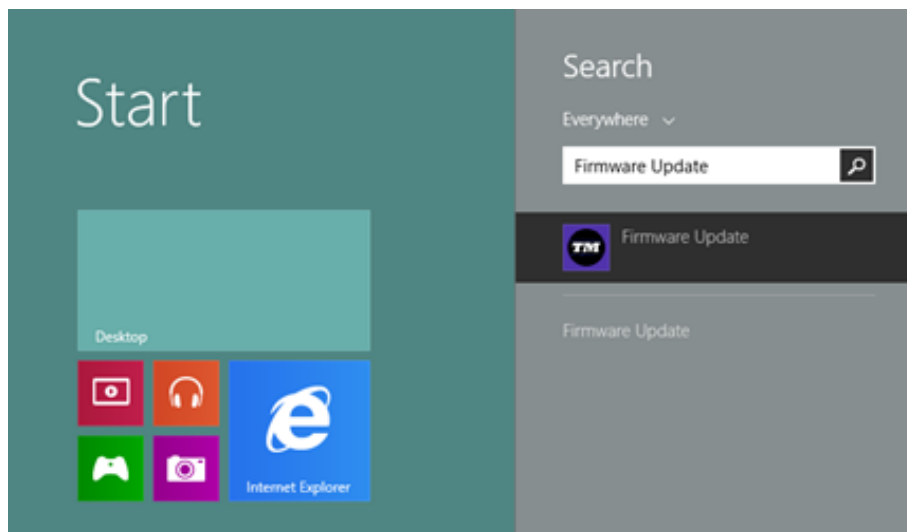 Start
Desktop
Internet Explorer
Search
Everywhere
Firmware Update
TM
Firmware Update
Firmware Update